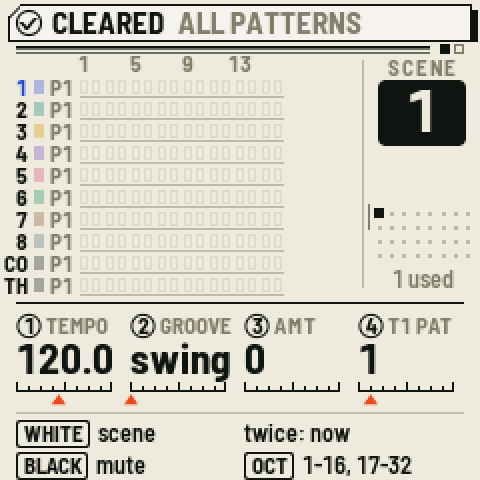 CLEARED ALL PATTERNS
1 5 9 13 SCENE
1 P1 1
2 P1
3 P1
4 P1
5 P1
6 P1
7 P1
8 P1
CO P1 1 used
TH P1
1 TEMPO 2 GROOVE 3 AMT 4 T1 PAT
120.0 swing 0 1
WHITE scene twice: now
BLACK mute OCT 1-16, 17-32